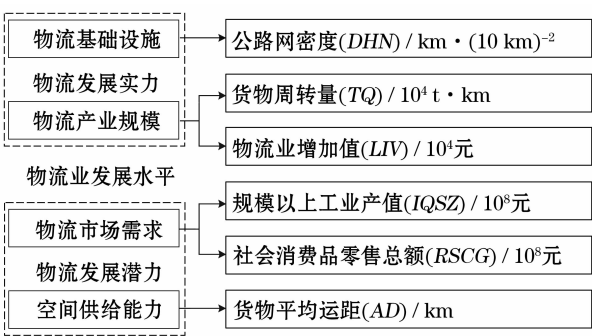 物流基础设施
公路网密度(DHN) / km·(10 km)⁻²
物流发展实力
货物周转量(TQ) / 10⁴ t·km
物流产业规模
物流业增加值(LIV) / 10⁴元
物流业发展水平
规模以上工业产值(IQSZ) / 10⁸元
物流市场需求
社会消费品零售总额(RSCG) / 10⁸元
物流发展潜力
空间供给能力
货物平均运距(AD) / km